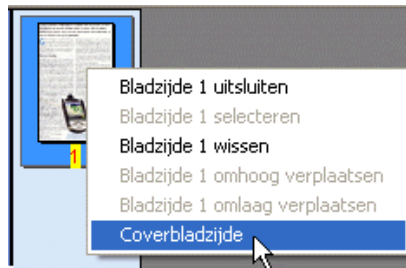 Bladzijde 1 uitsluiten
Bladzijde 1 selecteren
Bladzijde 1 wissen
Bladzijde 1 omhoog verplaatsen
Bladzijde 1 omlaag verplaatsen
Coverbladzijde
1